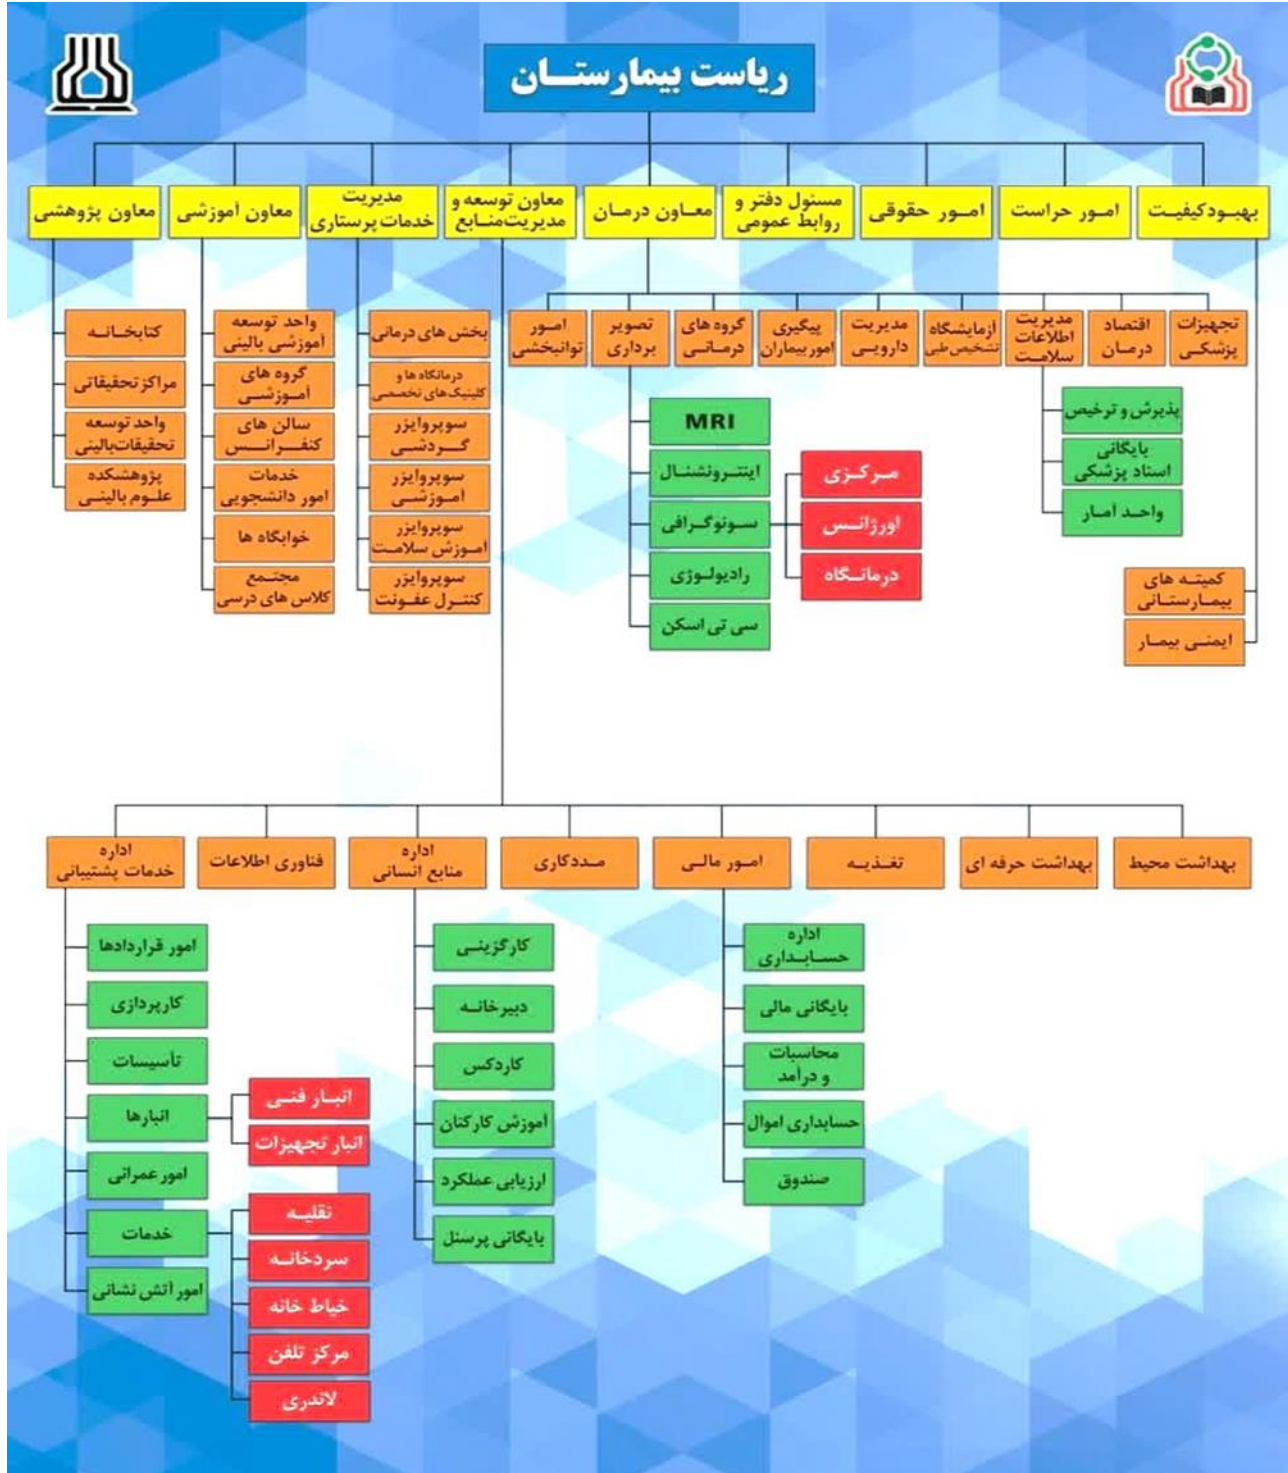 ریاست بیمارستان
بهبود کیفیت
امور حراست
امور حقوقی
مسئول دفتر و
روابط عمومی
معاون درمان
معاون توسعه و
مدیریت منابع
مدیریت
خدمات پرستاری
معاون آموزشی
معاون پژوهشی
تجهیزات
پزشکی
اقتصاد
درمان
مدیریت
اطلاعات
سلامت
آزمایشگاه
تشخیص طبی
مدیریت
دارویی
پیگیری
امور بیماران
گروه های
درمانی
تصویر
برداری
امور
توانبخشی
بخش های درمانی
درمانگاه ها و
کلینیک های تخصصی
سوپروایزر
گردشی
سوپروایزر
آموزشی
سوپروایزر
آموزش سلامت
سوپروایزر
کنترل عفونت
واحد توسعه
آموزشی بالینی
گروه های
آموزشی
سالن های
کنفرانس
خدمات
امور دانشجویی
خوابگاه ها
مجتمع
کلاس های درسی
کتابخانه
مراکز تحقیقاتی
واحد توسعه
تحقیقات بالینی
پژوهشکده
علوم بالینی
پذیرش و ترخیص
بایگانی
اسناد پزشکی
واحد آمار
MRI
اینترونشنال
سونوگرافی
رادیولوژی
سی تی اسکن
مرکزی
اورژانس
درمانگاه
کمیته های
بیمارستانی
ایمنی بیمار
بهداشت محیط
بهداشت حرفه ای
تغذیه
امور مالی
مددکاری
اداره
منابع انسانی
فناوری اطلاعات
اداره
خدمات پشتیبانی
اداره
حسابداری
بایگانی مالی
محاسبات
و درآمد
حسابداری اموال
صندوق
کارگزینی
دبیرخانه
کاردکس
آموزش کارکنان
ارزیابی عملکرد
بایگانی پرسنل
امور قراردادها
کارپردازی
تأسیسات
انبارها
امور عمرانی
خدمات
امور آتش نشانی
انبار فنی
انبار تجهیزات
نقلیه
سردخانه
خیاط خانه
مرکز تلفن
لاندری